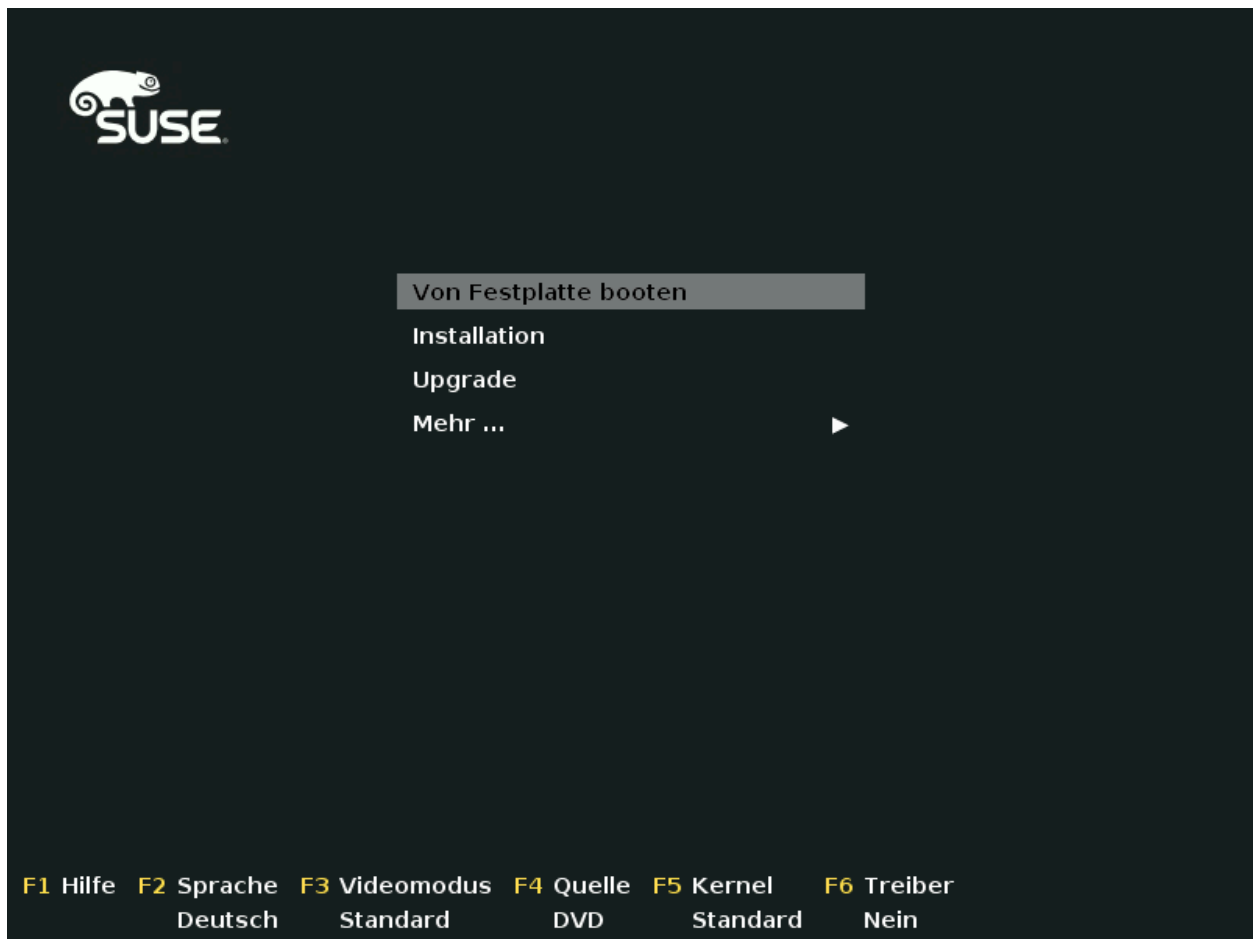 SUSE
Von Festplatte booten
Installation
Upgrade
Mehr ...
F1 Hilfe F2 Sprache F3 Videomodus F4 Quelle F5 Kernel F6 Treiber
Deutsch Standard DVD Standard Nein